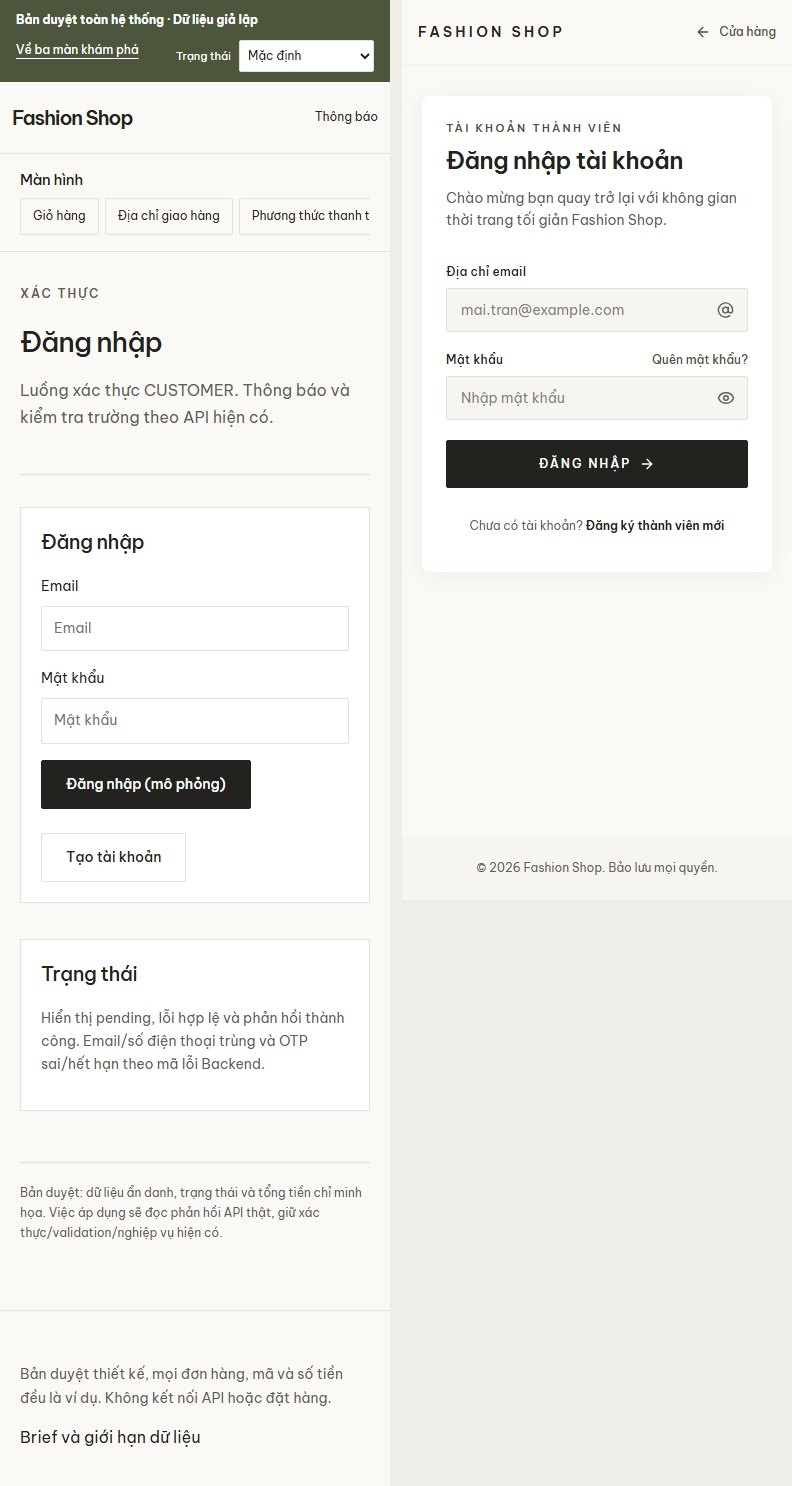 Bản duyệt toàn hệ thống · Dữ liệu giả lập
Về ba màn khám phá
Trạng thái
Mặc định
Fashion Shop
Thông báo
Màn hình
Giỏ hàng
Địa chỉ giao hàng
Phương thức thanh t
XÁC THỰC
Đăng nhập
Luồng xác thực CUSTOMER. Thông báo và
kiểm tra trường theo API hiện có.
Đăng nhập
Email
Email
Mật khẩu
Mật khẩu
Đăng nhập (mô phỏng)
Tạo tài khoản
Trạng thái
Hiển thị pending, lỗi hợp lệ và phản hồi thành
công. Email/số điện thoại trùng và OTP
sai/hết hạn theo mã lỗi Backend.
Bản duyệt: dữ liệu ẩn danh, trạng thái và tổng tiền chỉ minh
họa. Việc áp dụng sẽ đọc phản hồi API thật, giữ xác
thực/validation/nghiệp vụ hiện có.
Bản duyệt thiết kế, mọi đơn hàng, mã và số tiền
đều là ví dụ. Không kết nối API hoặc đặt hàng.
Brief và giới hạn dữ liệu
FASHION SHOP
Cửa hàng
TÀI KHOẢN THÀNH VIÊN
Đăng nhập tài khoản
Chào mừng bạn quay trở lại với không gian
thời trang tối giản Fashion Shop.
Địa chỉ email
mai.tran@example.com
Mật khẩu
Quên mật khẩu?
Nhập mật khẩu
ĐĂNG NHẬP →
Chưa có tài khoản? Đăng ký thành viên mới
© 2026 Fashion Shop. Bảo lưu mọi quyền.